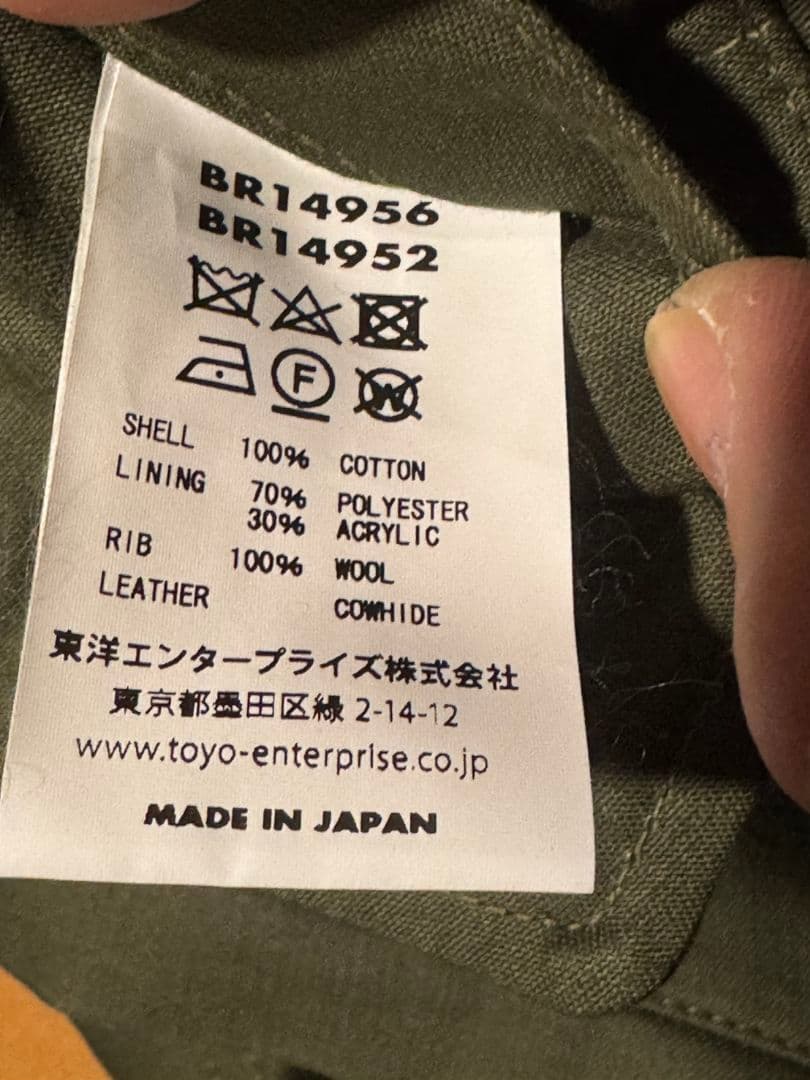 BR14956
BR14952
F
W
SHELL 100% COTTON
LINING 70% POLYESTER
30% ACRYLIC
RIB 100% WOOL
LEATHER COWHIDE
東洋エンタープライズ株式会社
東京都墨田区緑 2-14-12
www.toyo-enterprise.co.jp
MADE IN JAPAN